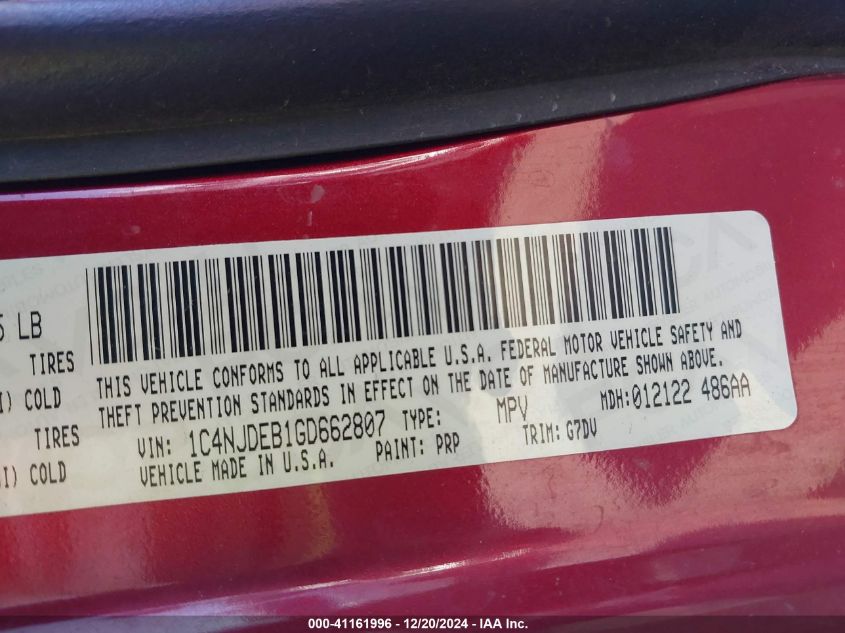 5 LB
TIRES
I) COLD
TIRES
I) COLD
THIS VEHICLE CONFORMS TO ALL APPLICABLE U.S.A. FEDERAL MOTOR VEHICLE SAFETY AND
THEFT PREVENTION STANDARDS IN EFFECT ON THE DATE OF MANUFACTURE SHOWN ABOVE.
VIN: 1C4NJDEB1GD662807 TYPE: MPV MDH:012122 486AA
VEHICLE MADE IN U.S.A. PAINT: PRP TRIM: G7DV
000-41161996 - 12/20/2024 - IAA Inc.